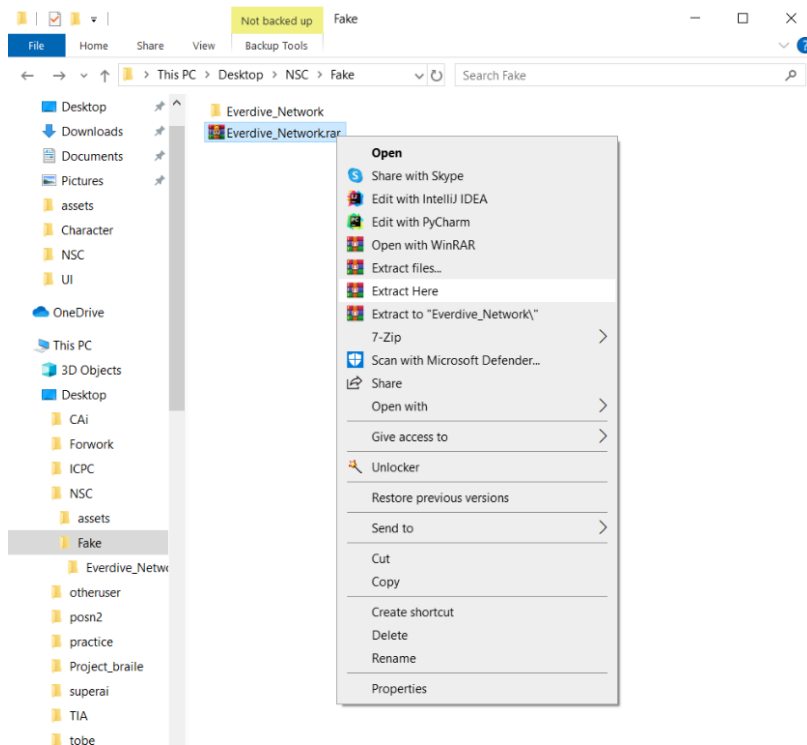 Not backed up Fake
File Home Share View Backup Tools
This PC > Desktop > NSC > Fake Search Fake
Desktop
Downloads
Documents
Pictures
assets
Character
NSC
UI
OneDrive
This PC
3D Objects
Desktop
CAi
Forwork
ICPC
NSC
assets
Fake
Everdive_Netwo
otheruser
posn2
practice
Project_braile
superai
TIA
tobe
Everdive_Network
Everdive_Network.rar
Open
Share with Skype
Edit with IntelliJ IDEA
Edit with PyCharm
Open with WinRAR
Extract files...
Extract Here
Extract to "Everdive_Network\"
7-Zip
Scan with Microsoft Defender...
Share
Open with
Give access to
Unlocker
Restore previous versions
Send to
Cut
Copy
Create shortcut
Delete
Rename
Properties